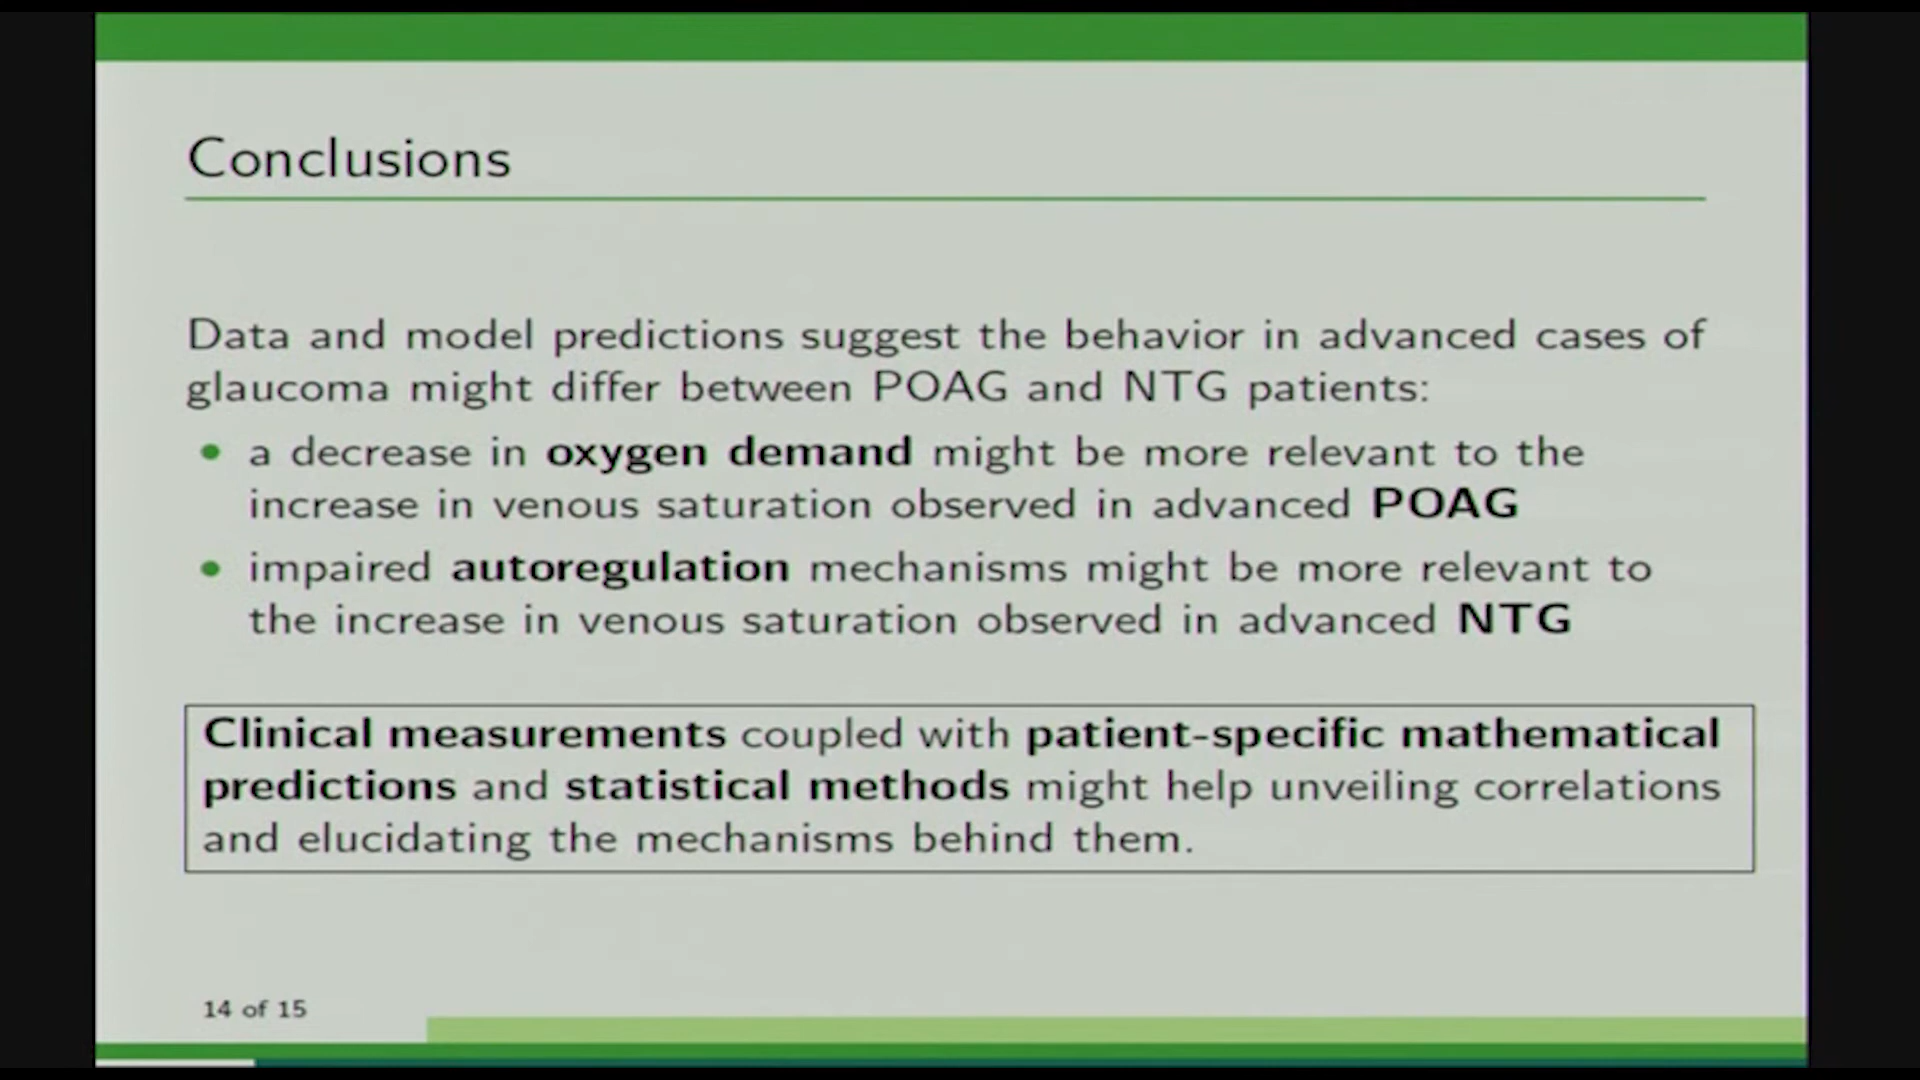 Conclusions
Data and model predictions suggest the behavior in advanced cases of
glaucoma might differ between POAG and NTG patients:
• a decrease in oxygen demand might be more relevant to the
increase in venous saturation observed in advanced POAG
• impaired autoregulation mechanisms might be more relevant to
the increase in venous saturation observed in advanced NTG
Clinical measurements coupled with patient-specific mathematical
predictions and statistical methods might help unveiling correlations
and elucidating the mechanisms behind them.
14 of 15